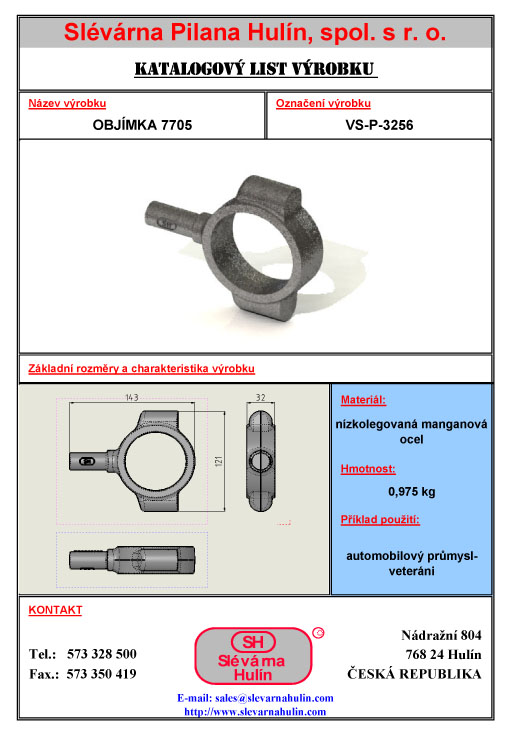 Slévárna Pilana Hulín, spol. s r. o.
KATALOGOVÝ LIST VÝROBKU
Název výrobku
OBJÍMKA 7705
Označení výrobku
VS-P-3256
Základní rozměry a charakteristika výrobku
143
32
121
SH
Materiál:
nízkolegovaná manganová
ocel
Hmotnost:
0,975 kg
Příklad použití:
automobilový průmysl-
veteráni
KONTAKT
Tel.: 573 328 500
Fax.: 573 350 419
SH
Slévárna
Hulín
Nádražní 804
768 24 Hulín
ČESKÁ REPUBLIKA
E-mail: sales@slevarnahulin.com
http://www.slevarnahulin.com